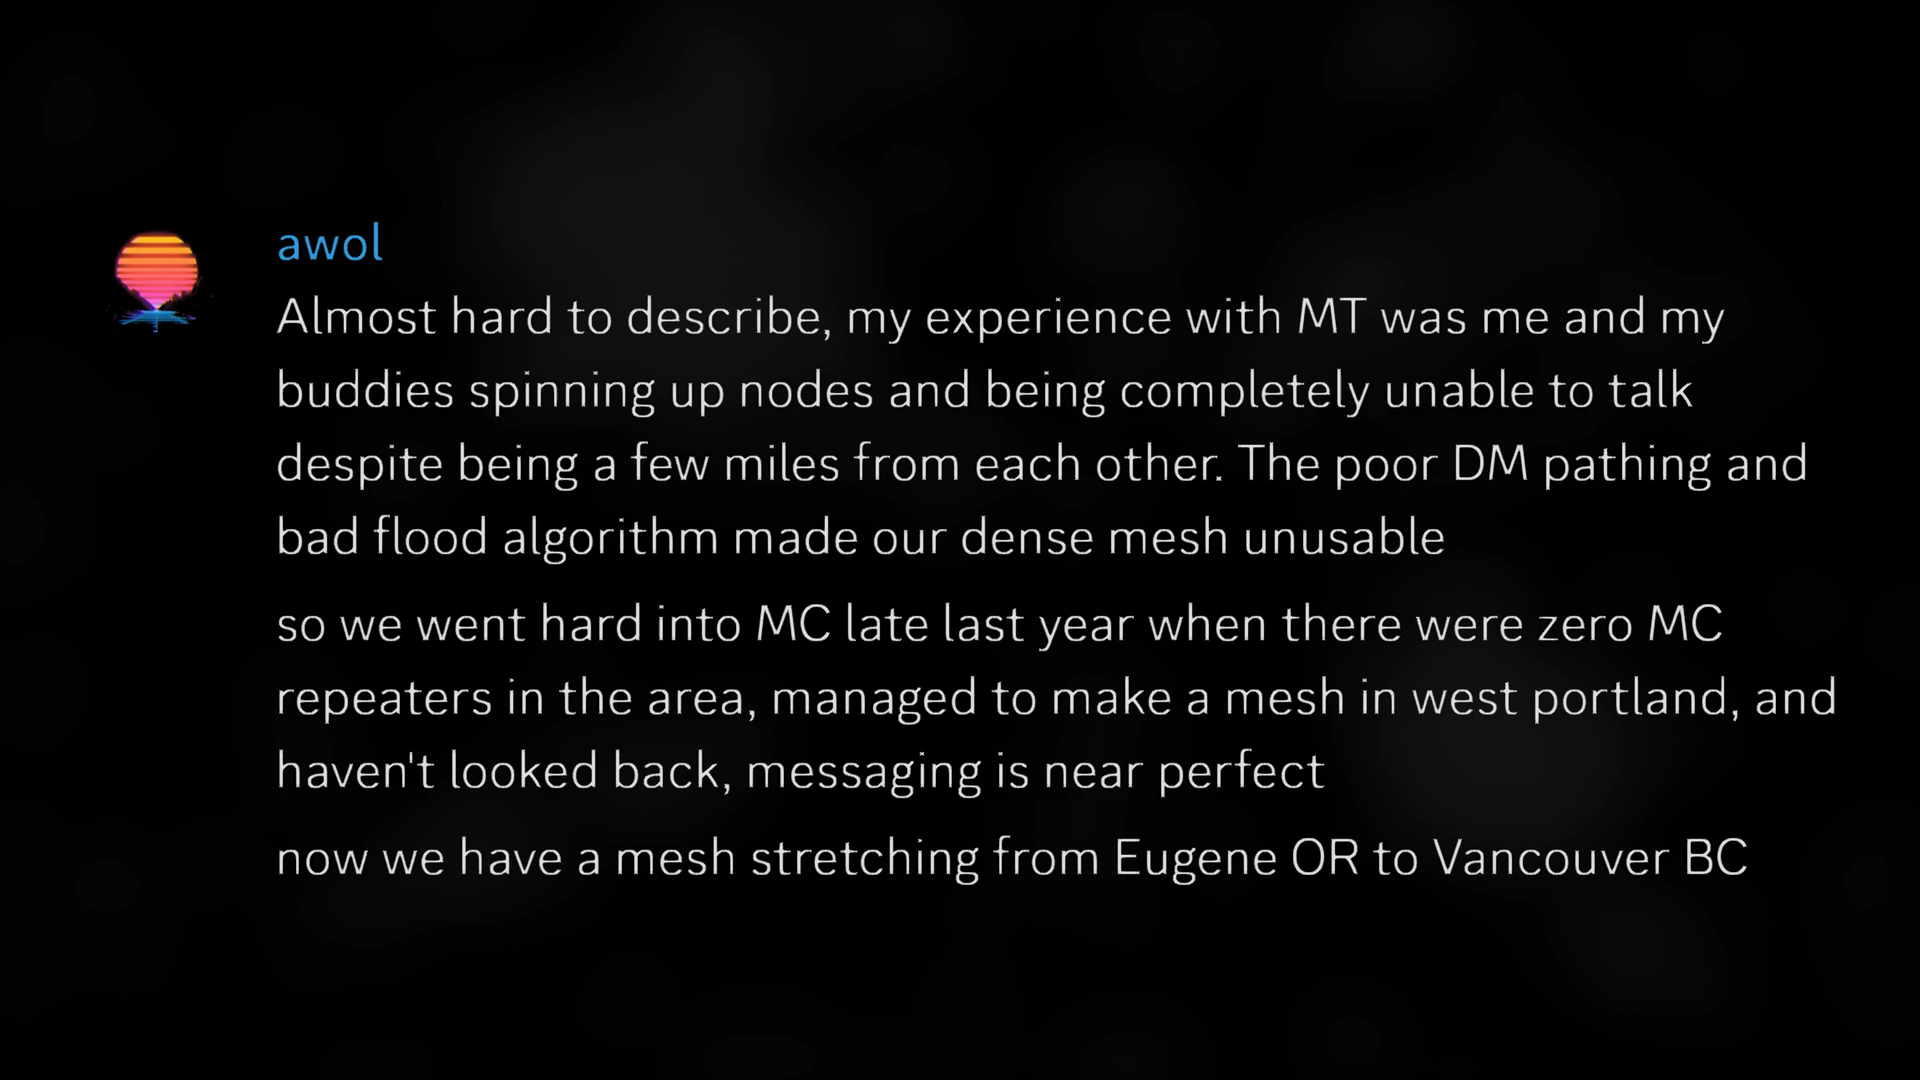 awol
Almost hard to describe, my experience with MT was me and my
buddies spinning up nodes and being completely unable to talk
despite being a few miles from each other. The poor DM pathing and
bad flood algorithm made our dense mesh unusable
so we went hard into MC late last year when there were zero MC
repeaters in the area, managed to make a mesh in west portland, and
haven't looked back, messaging is near perfect
now we have a mesh stretching from Eugene OR to Vancouver BC